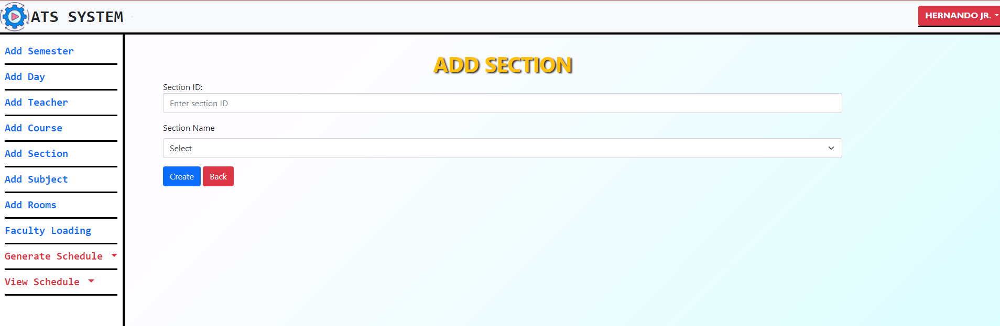 ATS SYSTEM
HERNANDO JR.
Add Semester
Add Day
Add Teacher
Add Course
Add Section
Add Subject
Add Rooms
Faculty Loading
Generate Schedule
View Schedule
ADD SECTION
Section ID:
Enter section ID
Section Name
Select
Create Back